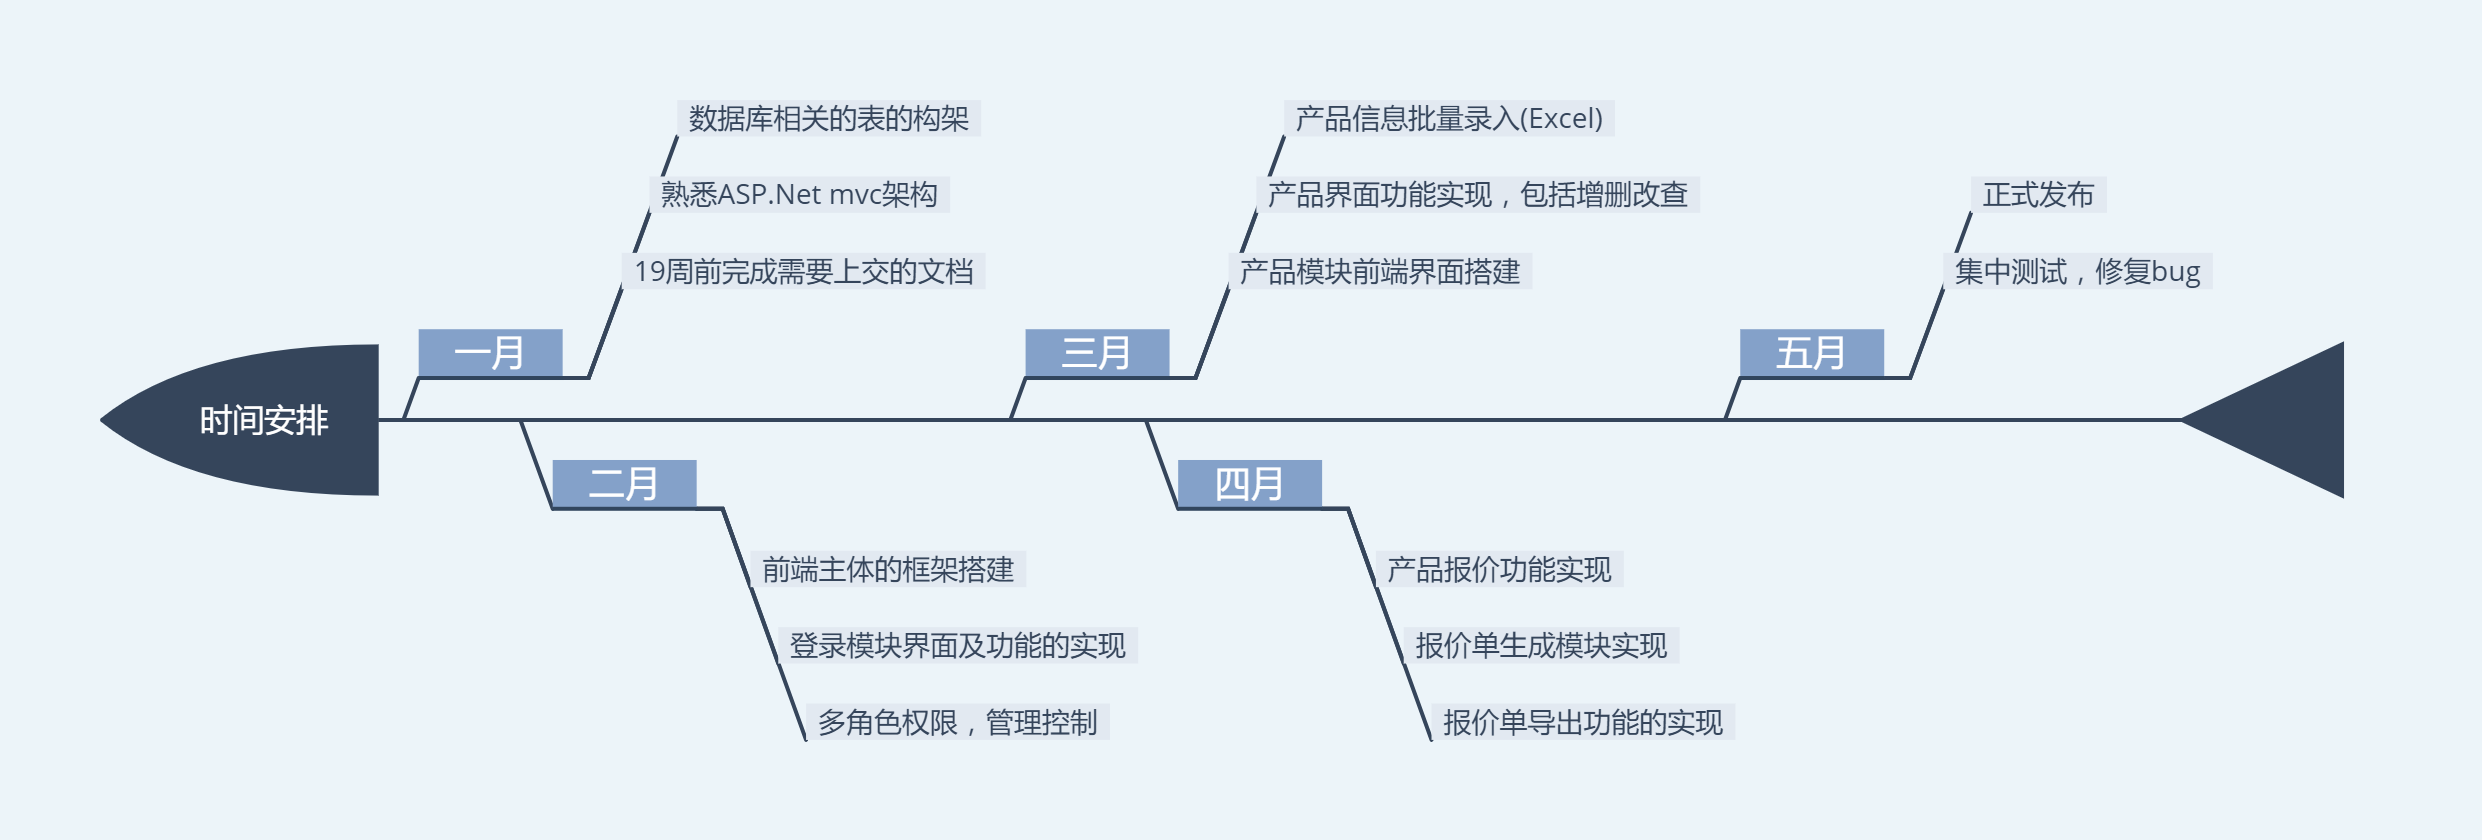 时间安排
一月
数据库相关的表的构架
熟悉ASP.Net mvc架构
19周前完成需要上交的文档
二月
前端主体的框架搭建
登录模块界面及功能的实现
多角色权限，管理控制
三月
产品信息批量录入(Excel)
产品界面功能实现，包括增删改查
产品模块前端界面搭建
四月
产品报价功能实现
报价单生成模块实现
报价单导出功能的实现
五月
正式发布
集中测试，修复bug